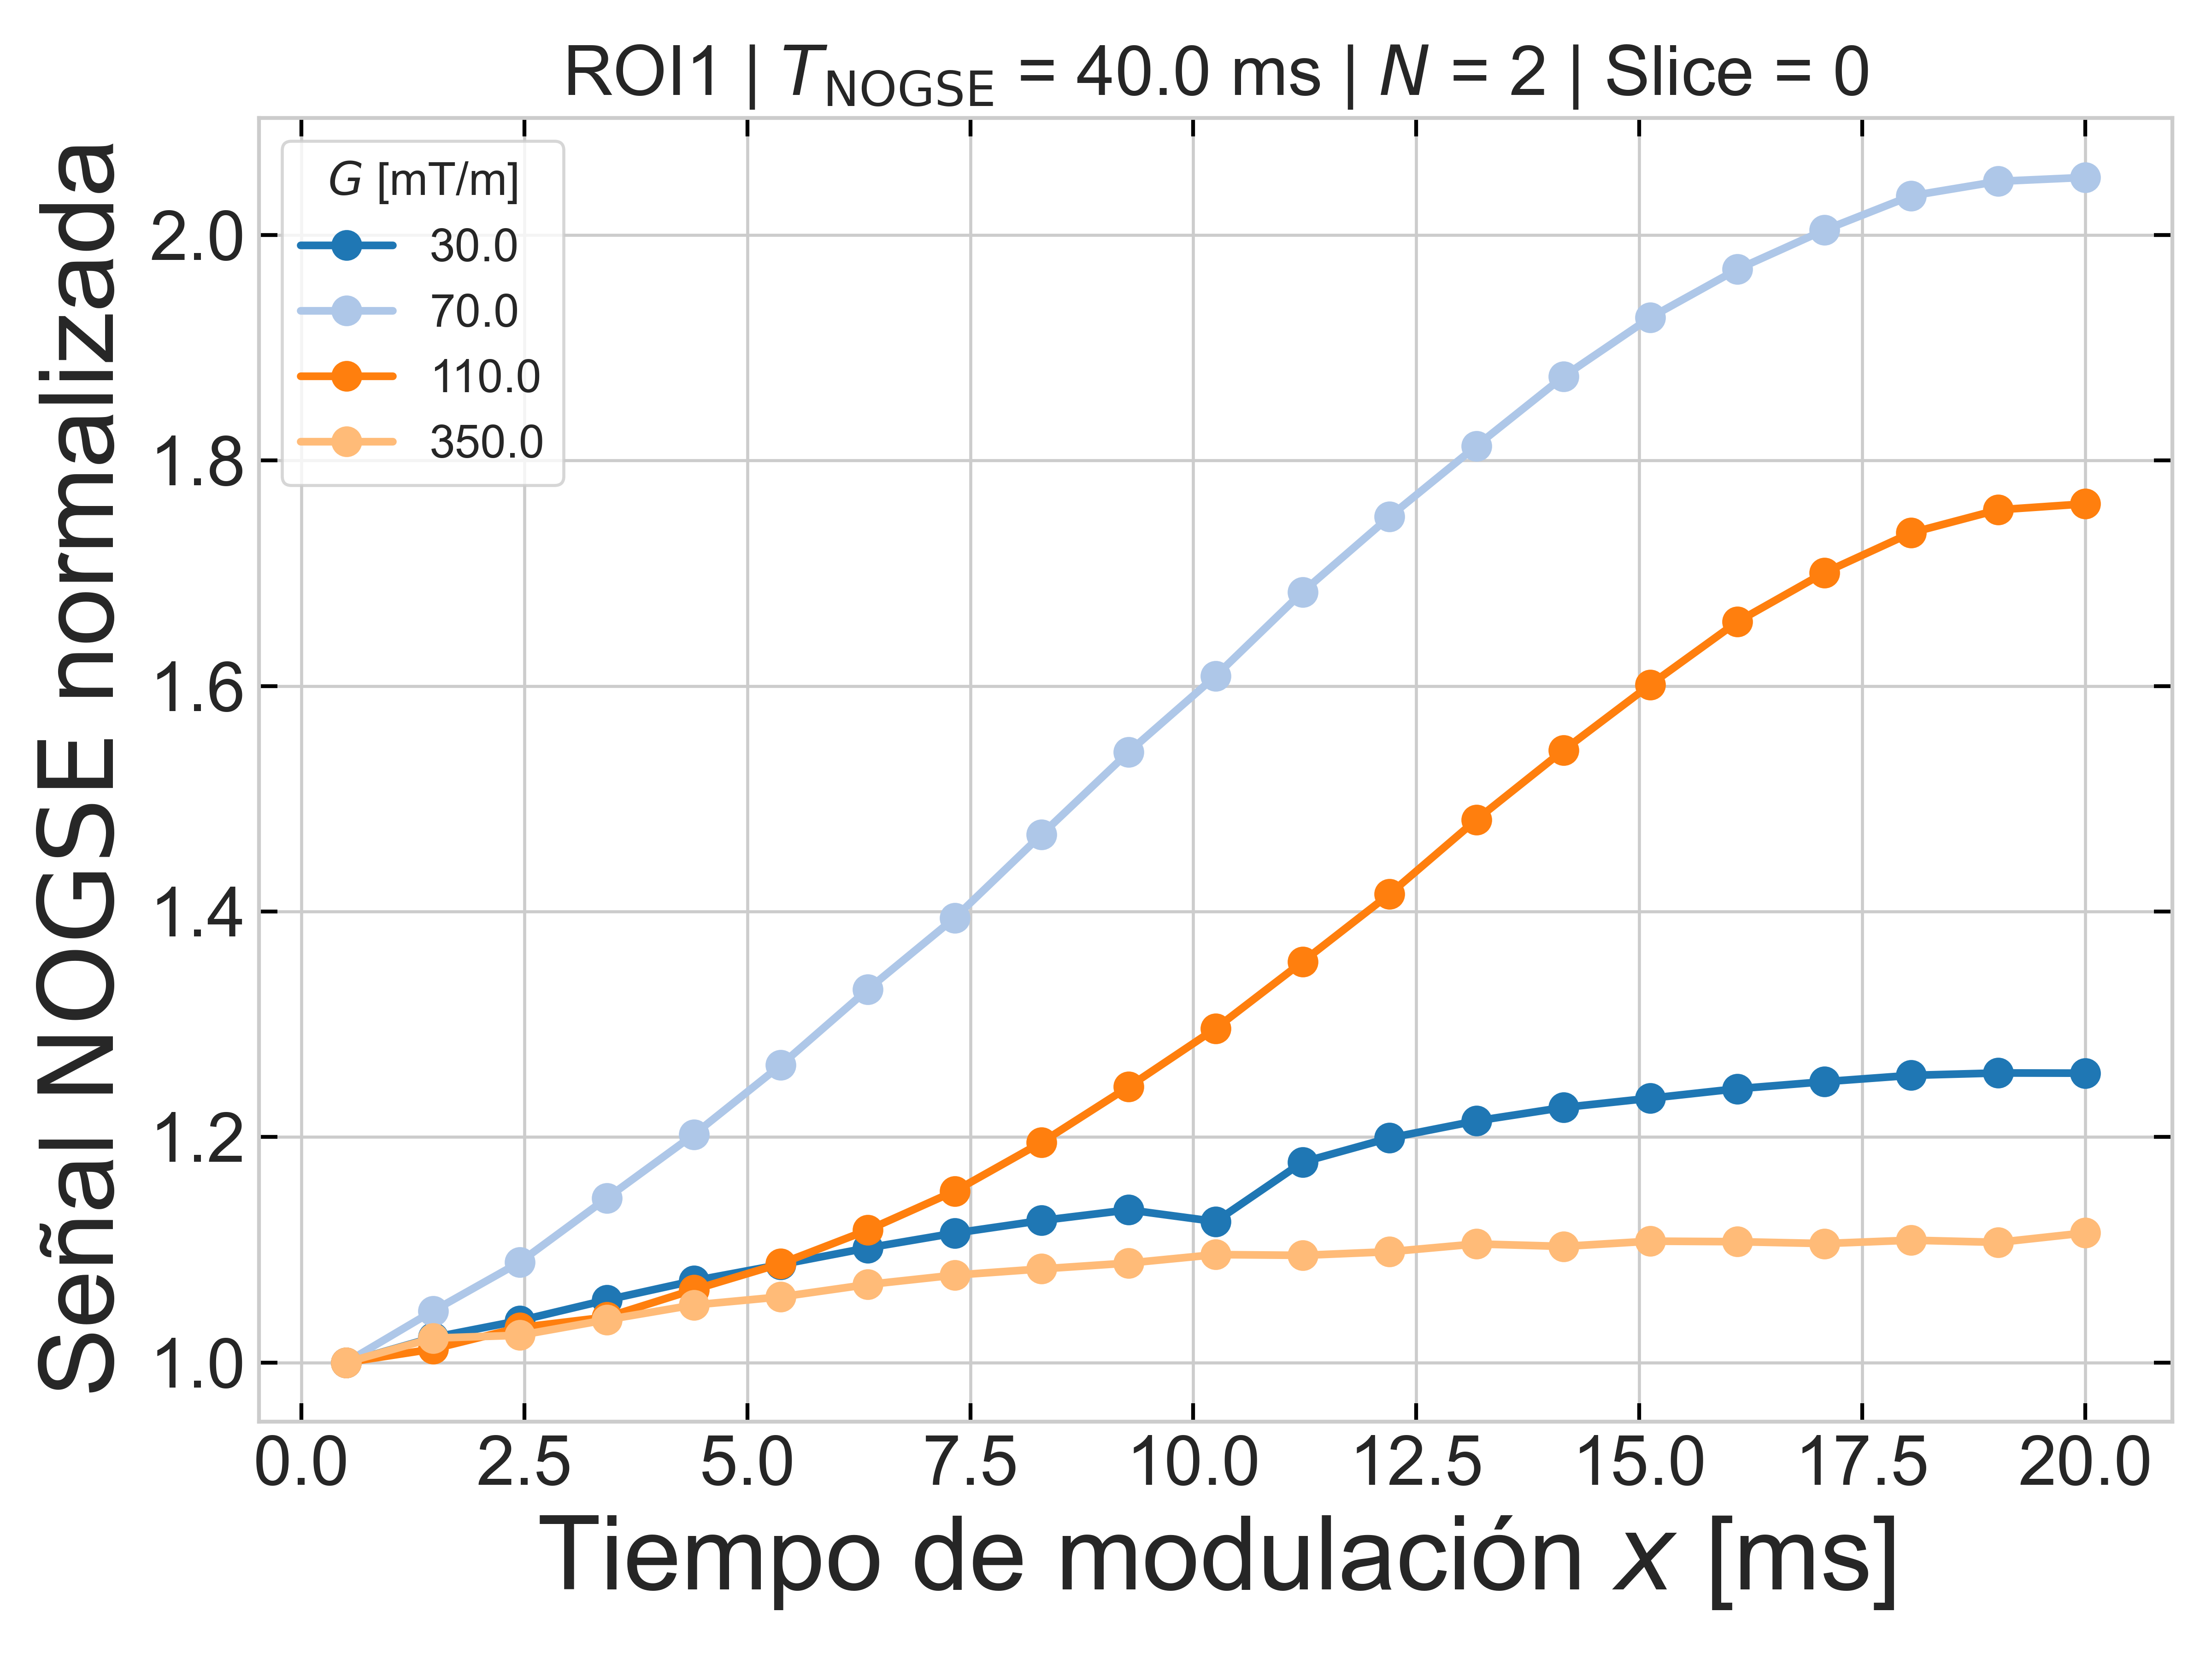 ROI1 | T_NOGSE = 40.0 ms | N = 2 | Slice = 0
Señal NOGSE normalizada
G [mT/m]
30.0
70.0
110.0
350.0
2.0
1.8
1.6
1.4
1.2
1.0
0.0 2.5 5.0 7.5 10.0 12.5 15.0 17.5 20.0
Tiempo de modulación x [ms]